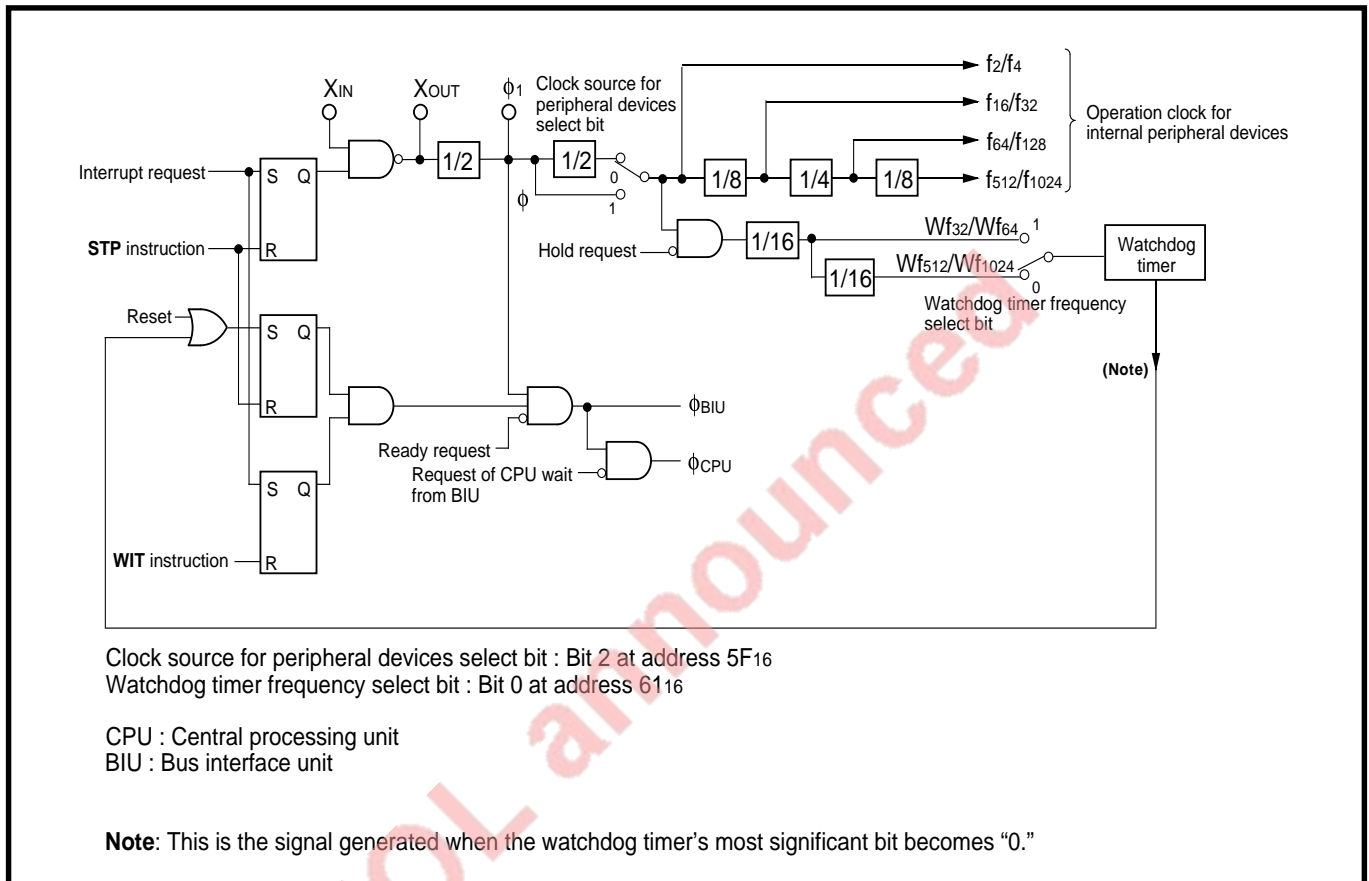 XIN
XOUT
ϕ1
Clock source for
peripheral devices
select bit
f2/f4
f16/f32
f64/f128
f512/f1024
Operation clock for
internal peripheral devices
Interrupt request
S Q
R
1/2
1/2
0
ϕ
1
1/8
1/4
1/8
STP instruction
Hold request
1/16
Wf32/Wf64
1
Wf512/Wf1024
1/16
0
Watchdog timer frequency
select bit
Watchdog
timer
(Note)
Reset
S Q
R
Ready request
ϕBIU
Request of CPU wait
from BIU
ϕCPU
S Q
R
WIT instruction
Clock source for peripheral devices select bit : Bit 2 at address 5F16
Watchdog timer frequency select bit : Bit 0 at address 6116
CPU : Central processing unit
BIU : Bus interface unit
Note: This is the signal generated when the watchdog timer’s most significant bit becomes “0.”
OL announced